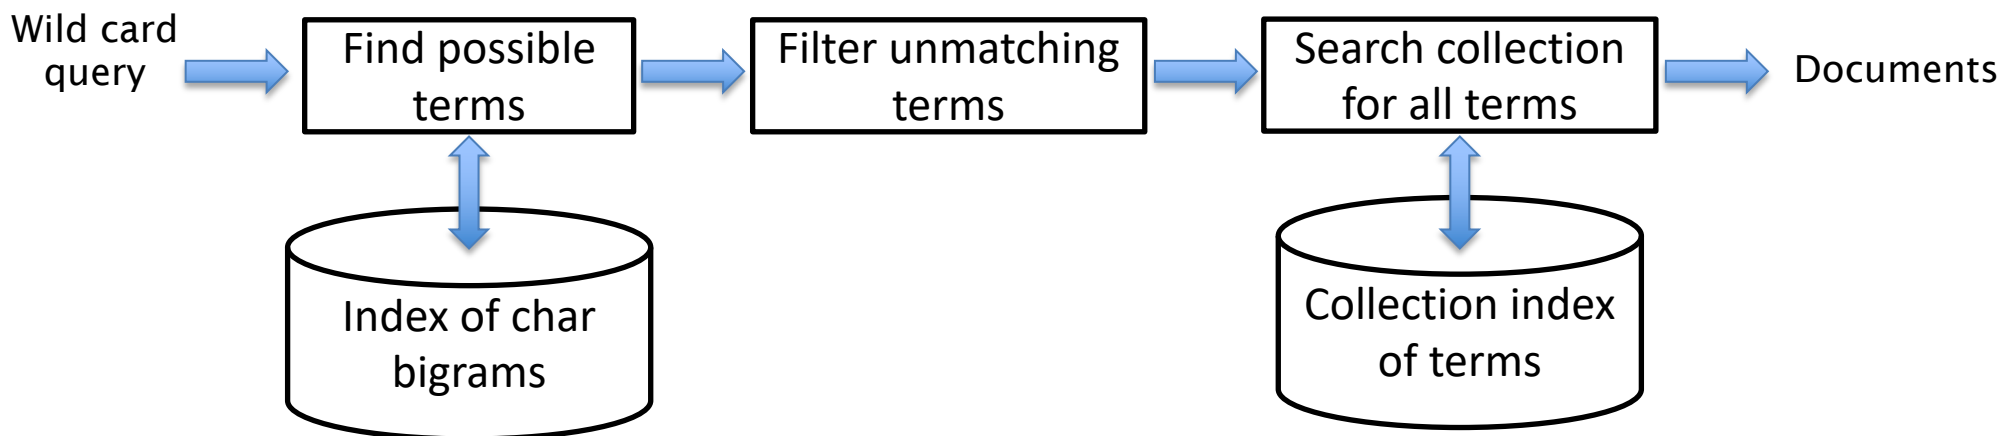 Wild card
query
Find possible
terms
Filter unmatching
terms
Search collection
for all terms
Documents
Index of char
bigrams
Collection index
of terms